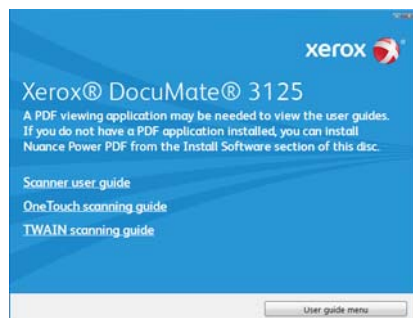 xerox
Xerox® DocuMate® 3125
A PDF viewing application may be needed to view the user guides.
If you do not have a PDF application installed, you can install
Nuance Power PDF from the Install Software section of this disc.
Scanner user guide
OneTouch scanning guide
TWAIN scanning guide
User guide menu